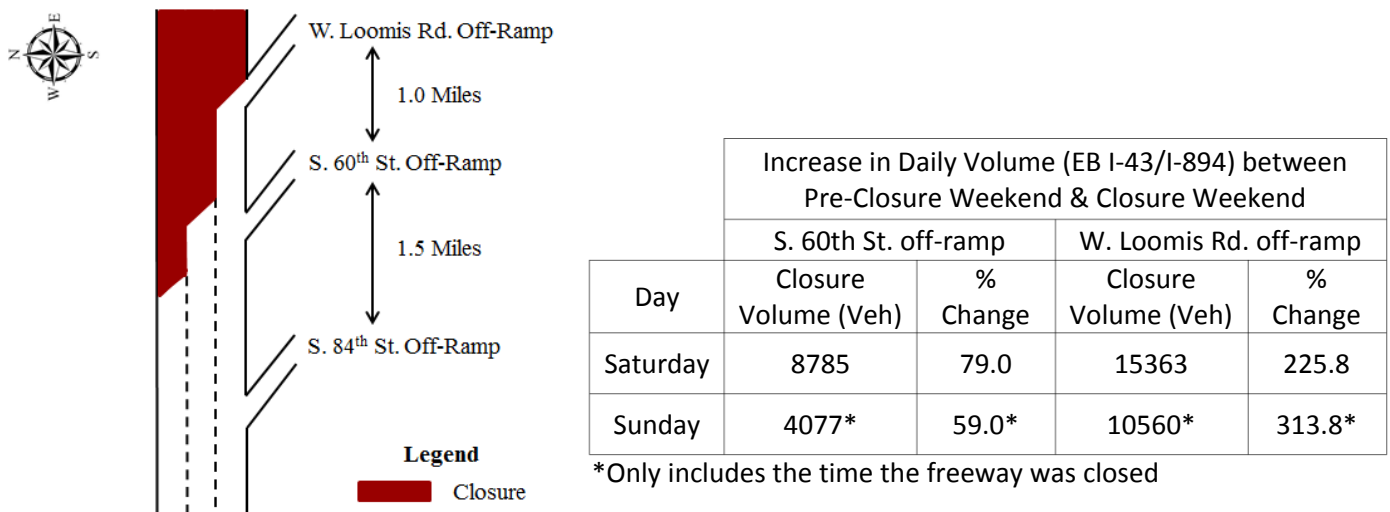 N
E
S
W
W. Loomis Rd. Off-Ramp
1.0 Miles
S. 60th St. Off-Ramp
1.5 Miles
S. 84th St. Off-Ramp
Legend
Closure
Increase in Daily Volume (EB I-43/I-894) between
Pre-Closure Weekend & Closure Weekend
S. 60th St. off-ramp W. Loomis Rd. off-ramp
Day Closure Volume (Veh) % Change Closure Volume (Veh) % Change
Saturday 8785 79.0 15363 225.8
Sunday 4077* 59.0* 10560* 313.8*
*Only includes the time the freeway was closed